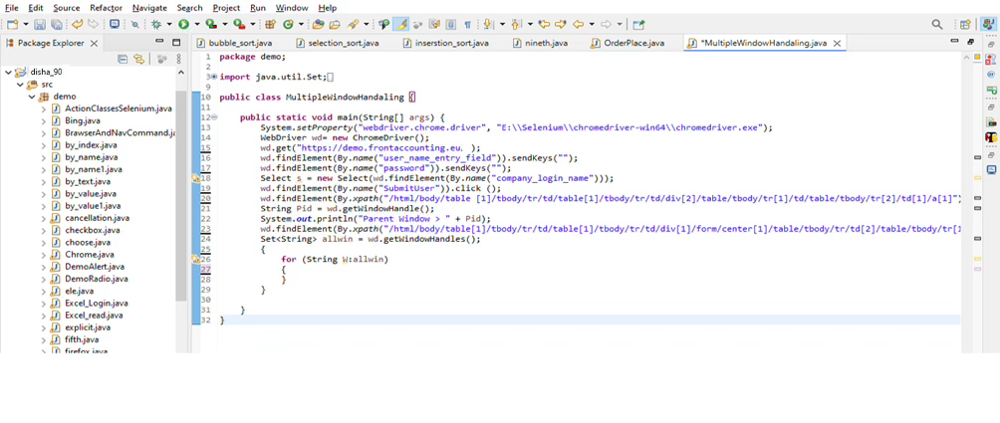 File Edit Source Refactor Navigate Search Project Run Window Help
Package Explorer
bubble_sort.java
selection_sort.java
inserstion_sort.java
nineth.java
OrderPlace.java
*MultipleWindowHandaling.java
disha_90
src
demo
ActionClassesSelenium.java
Bing.java
BrawserAndNavCommand.ja
by_index.java
by_name.java
by_name1.java
by_text.java
by_value.java
by_value1.java
cancellation.java
checkbox.java
choose.java
Chrome.java
DemoAlert.java
DemoRadio.java
ele.java
Excel_Login.java
Excel_read.java
explicit.java
fifth.java
firefox.java
1 package demo;
2
3 import java.util.Set;
9
10 public class MultipleWindowHandaling {
11
12 public static void main(String[] args) {
13 System.setProperty("webdriver.chrome.driver", "E:\\Selenium\\chromedriver-win64\\chromedriver.exe");
14 WebDriver wd= new ChromeDriver();
15 wd.get("https://demo.frontaccounting.eu. );
16 wd.findElement(By.name("user_name_entry_field")).sendKeys("");
17 wd.findElement(By.name("password")).sendKeys("");
18 Select s = new Select(wd.findElement(By.name("company_login_name")));
19 wd.findElement(By.name("SubmitUser")).click ();
20 wd.findElement(By.xpath("/html/body/table [1]/tbody/tr/td/table[1]/tbody/tr/td/div[2]/table/tbody/tr[1]/td/table/tbody/tr[2]/td[1]/a[1]")
21 String Pid = wd.getWindowHandle();
22 System.out.println("Parent Window > " + Pid);
23 wd.findElement(By.xpath("/html/body/table[1]/tbody/tr/td/table[1]/tbody/tr/td/div[1]/form/center[1]/table/tbody/tr/td[2]/table/tbody/tr[1
24 Set<String> allwin = wd.getWindowHandles();
25 {
26 for (String W:allwin)
27 {
28 }
29 }
30
31 }
32 }